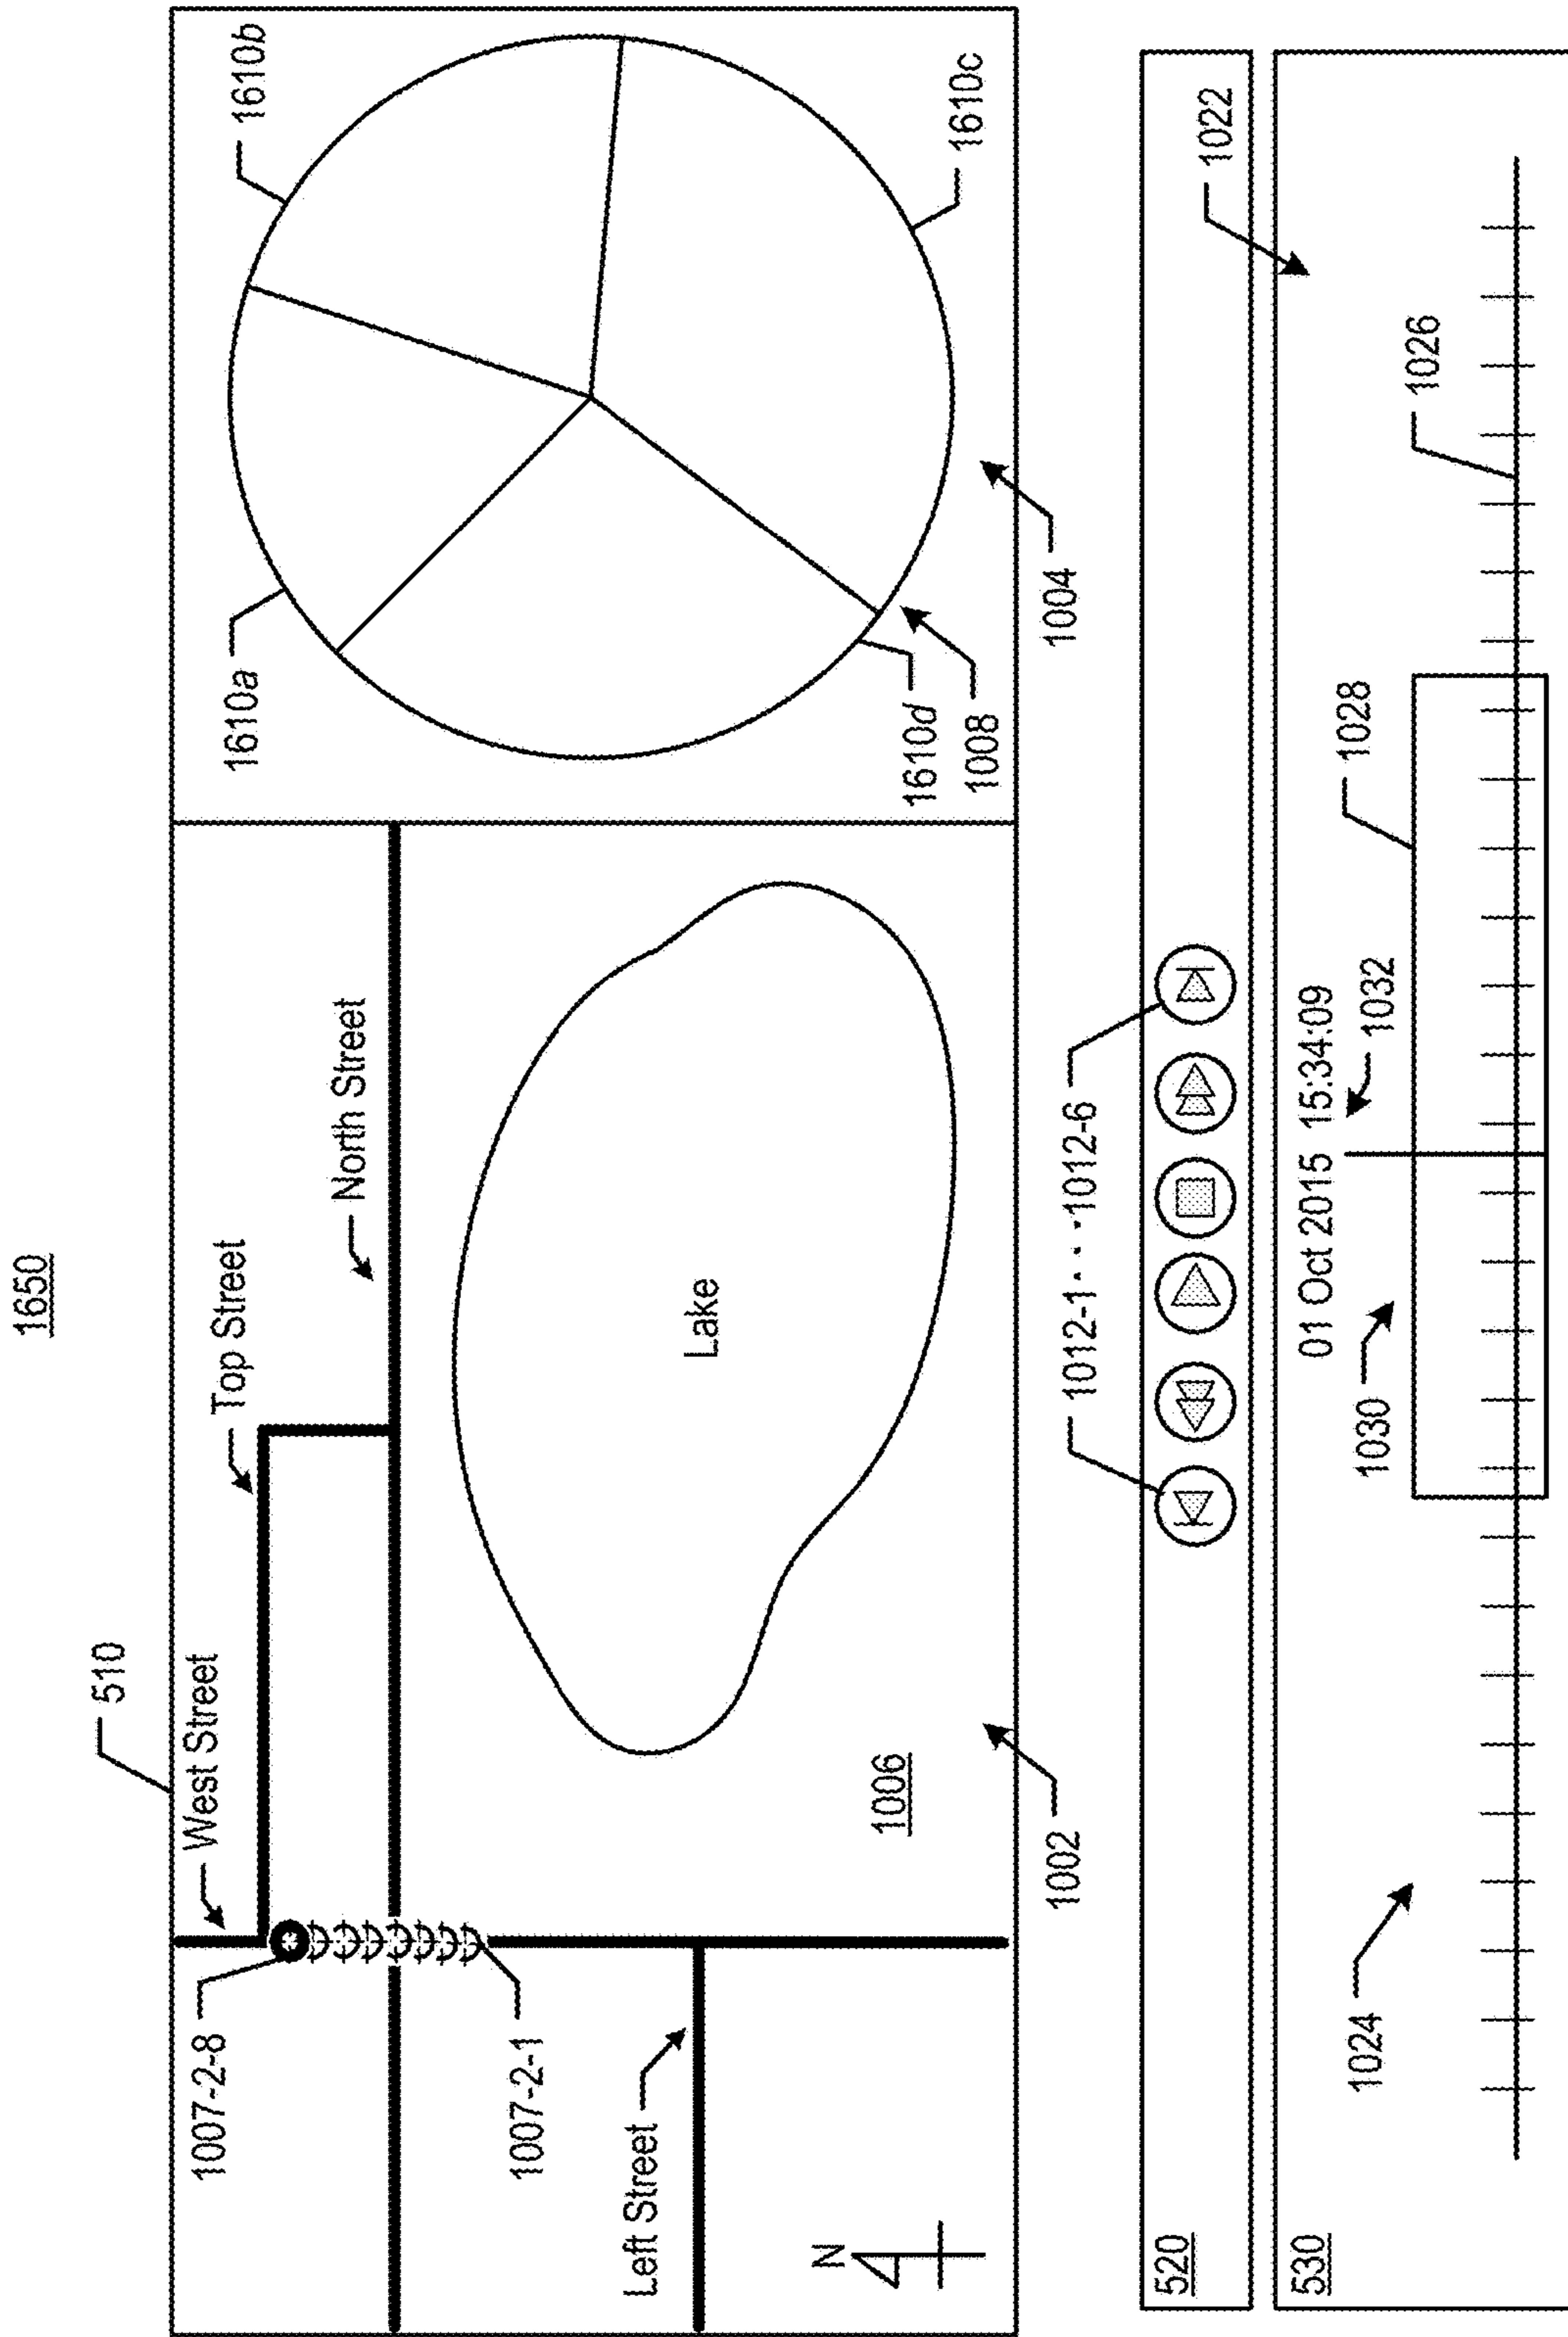 1650
510
West Street
Top Street
North Street
1007-2-8
1007-2-1
Left Street
N
Lake
1006
1002
1610a
1610b
1610c
1610d
1008
1004
520
1012-1 · · · 1012-6
530
01 Oct 2015 15:34:09
1022
1024
1030
1032
1028
1026